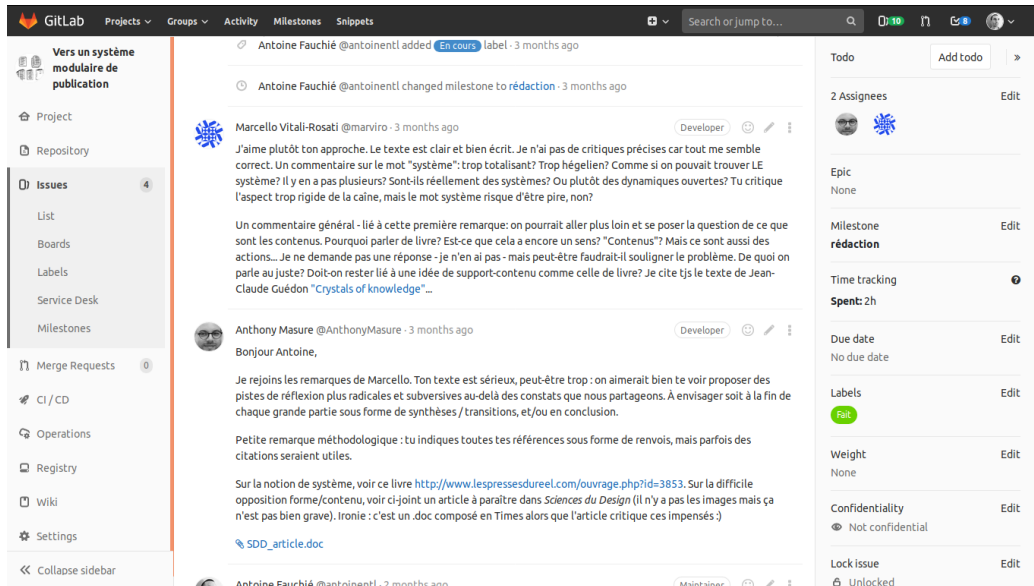 GitLab Projects Groups Activity Milestones Snippets Search or jump to... 10 8
Vers un système
modulaire de
publication
Project
Repository
Issues 4
List
Boards
Labels
Service Desk
Milestones
Merge Requests 0
CI / CD
Operations
Registry
Wiki
Settings
Collapse sidebar
Antoine Fauchié @antoinentl added En cours label · 3 months ago
Antoine Fauchié @antoinentl changed milestone to rédaction · 3 months ago
Marcello Vitali-Rosati @marviro · 3 months ago Developer
J'aime plutôt ton approche. Le texte est clair et bien écrit. Je n'ai pas de critiques précises car tout me semble
correct. Un commentaire sur le mot "système": trop totalisant? Trop hégelien? Comme si on pouvait trouver LE
système? Il y en a pas plusieurs? Sont-ils réellement des systèmes? Ou plutôt des dynamiques ouvertes? Tu critique
l'aspect trop rigide de la caîne, mais le mot système risque d'être pire, non?
Un commentaire général - lié à cette première remarque: on pourrait aller plus loin et se poser la question de ce que
sont les contenus. Pourquoi parler de livre? Est-ce que cela a encore un sens? "Contenus"? Mais ce sont aussi des
actions... Je ne demande pas une réponse - je n'en ai pas - mais peut-être faudrait-il souligner le problème. De quoi on
parle au juste? Doit-on rester lié à une idée de support-contenu comme celle de livre? Je cite tjs le texte de Jean-
Claude Guédon "Crystals of knowledge"...
Anthony Masure @AnthonyMasure · 3 months ago Developer
Bonjour Antoine,
Je rejoins les remarques de Marcello. Ton texte est sérieux, peut-être trop : on aimerait bien te voir proposer des
pistes de réflexion plus radicales et subversives au-delà des constats que nous partageons. À envisager soit à la fin de
chaque grande partie sous forme de synthèses / transitions, et/ou en conclusion.
Petite remarque méthodologique : tu indiques toutes tes références sous forme de renvois, mais parfois des
citations seraient utiles.
Sur la notion de système, voir ce livre http://www.lespressesdureel.com/ouvrage.php?id=3853. Sur la difficile
opposition forme/contenu, voir ci-joint un article à paraître dans Sciences du Design (il n'y a pas les images mais ça
n'est pas bien grave). Ironie : c'est un .doc composé en Times alors que l'article critique ces impensés :)
SDD_article.doc
Antoine Fauchié @antoinentl · 2 months ago Maintainer
Todo Add todo »
2 Assignees Edit
Epic
None
Milestone Edit
rédaction
Time tracking
Spent: 2h
Due date Edit
No due date
Labels Edit
Fait
Weight Edit
None
Confidentiality Edit
Not confidential
Lock issue Edit
Unlocked